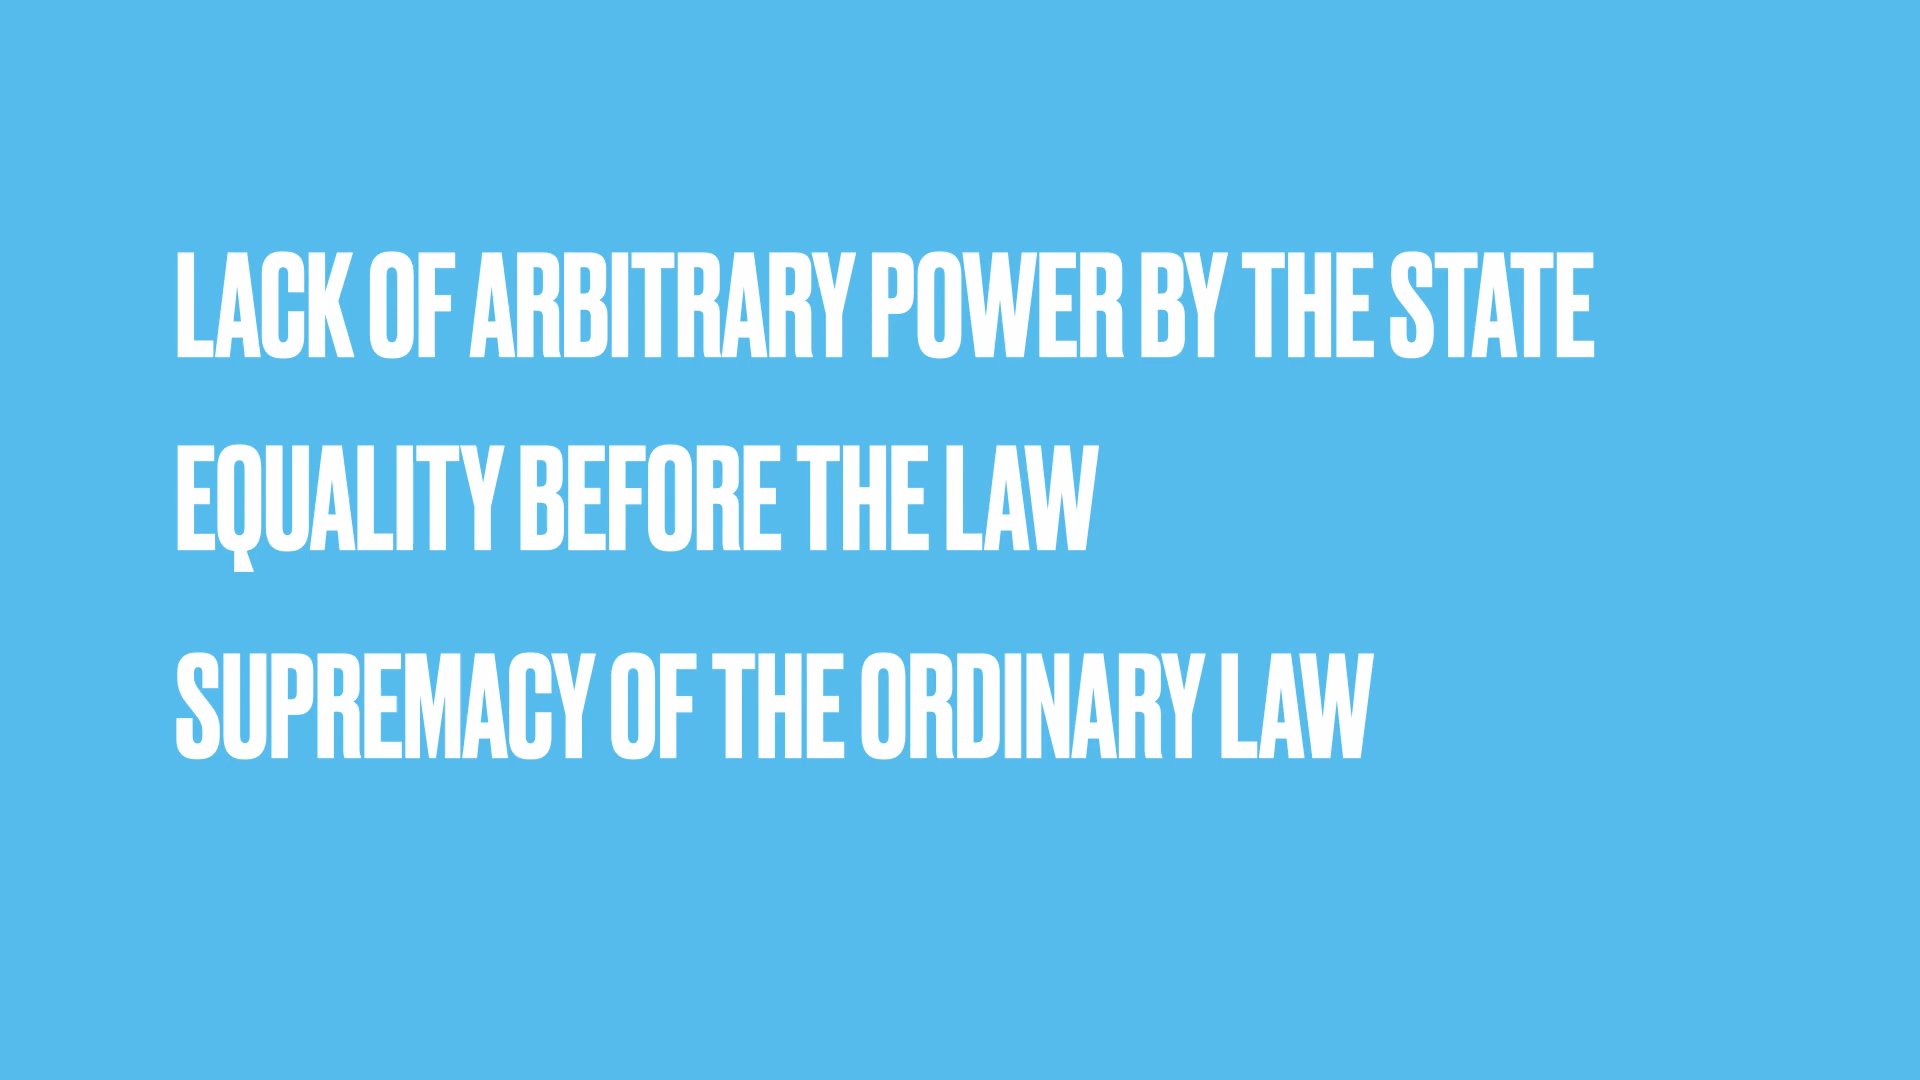 LACK OF ARBITRARY POWER BY THE STATE
EQUALITY BEFORE THE LAW
SUPREMACY OF THE ORDINARY LAW